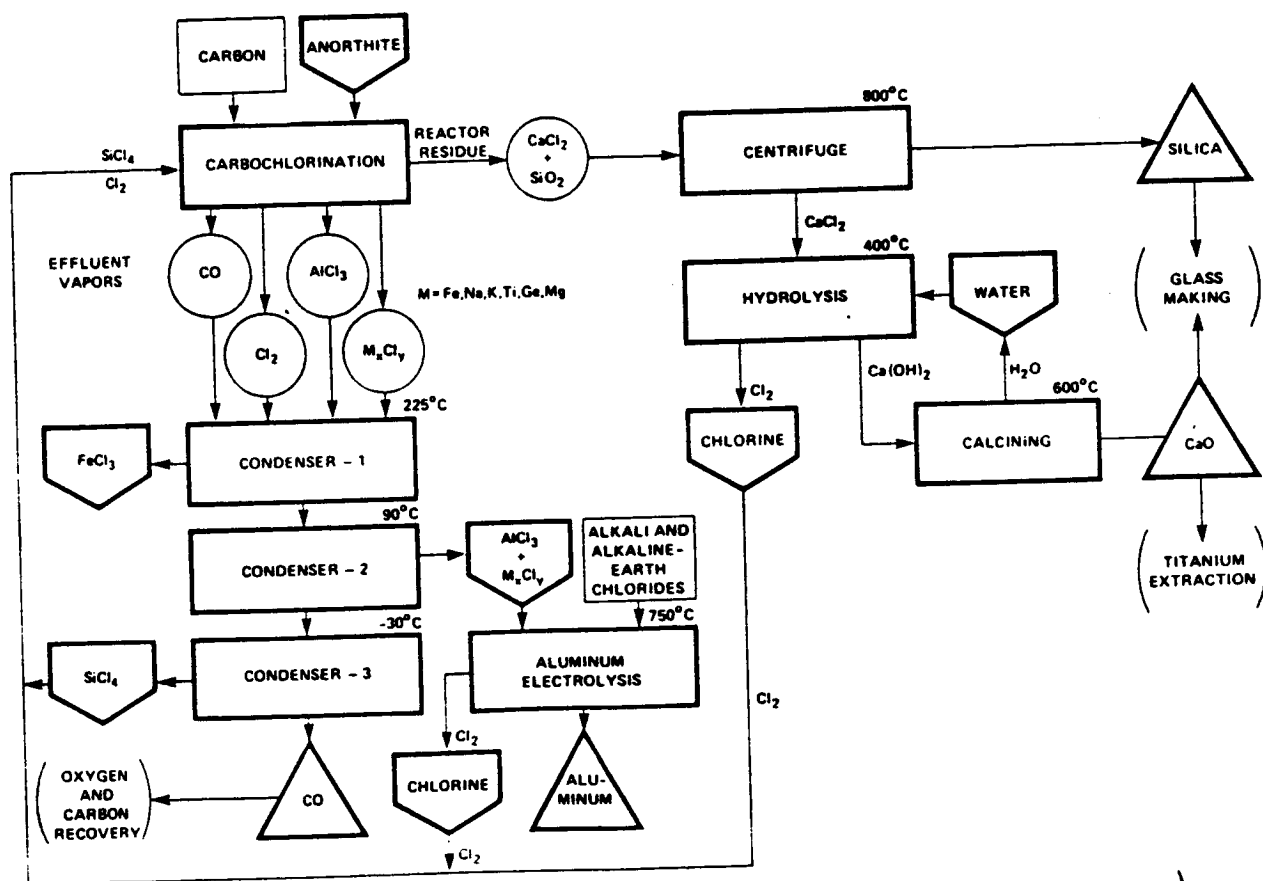 CARBON
ANORTHITE
SiCl4
Cl2
CARBOCHLORINATION
REACTOR
RESIDUE
CaCl2
+
SiO2
800°C
CENTRIFUGE
SILICA
CaCl2
EFFLUENT
VAPORS
CO
Cl2
AlCl3
MxCly
M = Fe,Na,K,Ti,Ge,Mg
400°C
HYDROLYSIS
WATER
(GLASS
MAKING)
Cl2
Ca(OH)2
H2O
600°C
CHLORINE
CALCINiNG
CaO
(TITANIUM
EXTRACTION)
225°C
FeCl3
CONDENSER – 1
90°C
CONDENSER – 2
AlCl3
+
MxCly
ALKALI AND
ALKALINE-
EARTH
CHLORIDES
-30°C
750°C
SiCl4
CONDENSER – 3
ALUMINUM
ELECTROLYSIS
Cl2
Cl2
(OXYGEN
AND
CARBON
RECOVERY)
CO
CHLORINE
ALU-
MINUM
Cl2